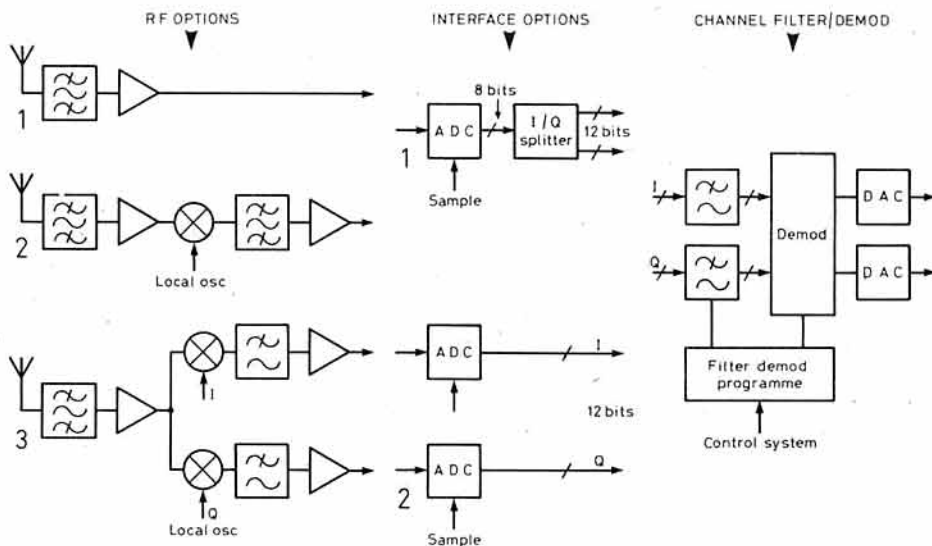 RF OPTIONS
INTERFACE OPTIONS
CHANNEL FILTER/DEMOD
1
2
Local osc
3
I
Q
Local osc
8 bits
ADC
I/Q
splitter
12 bits
1
Sample
ADC
I
12 bits
ADC
Q
2
Sample
I
Q
Demod
DAC
DAC
Filter demod
programme
Control system